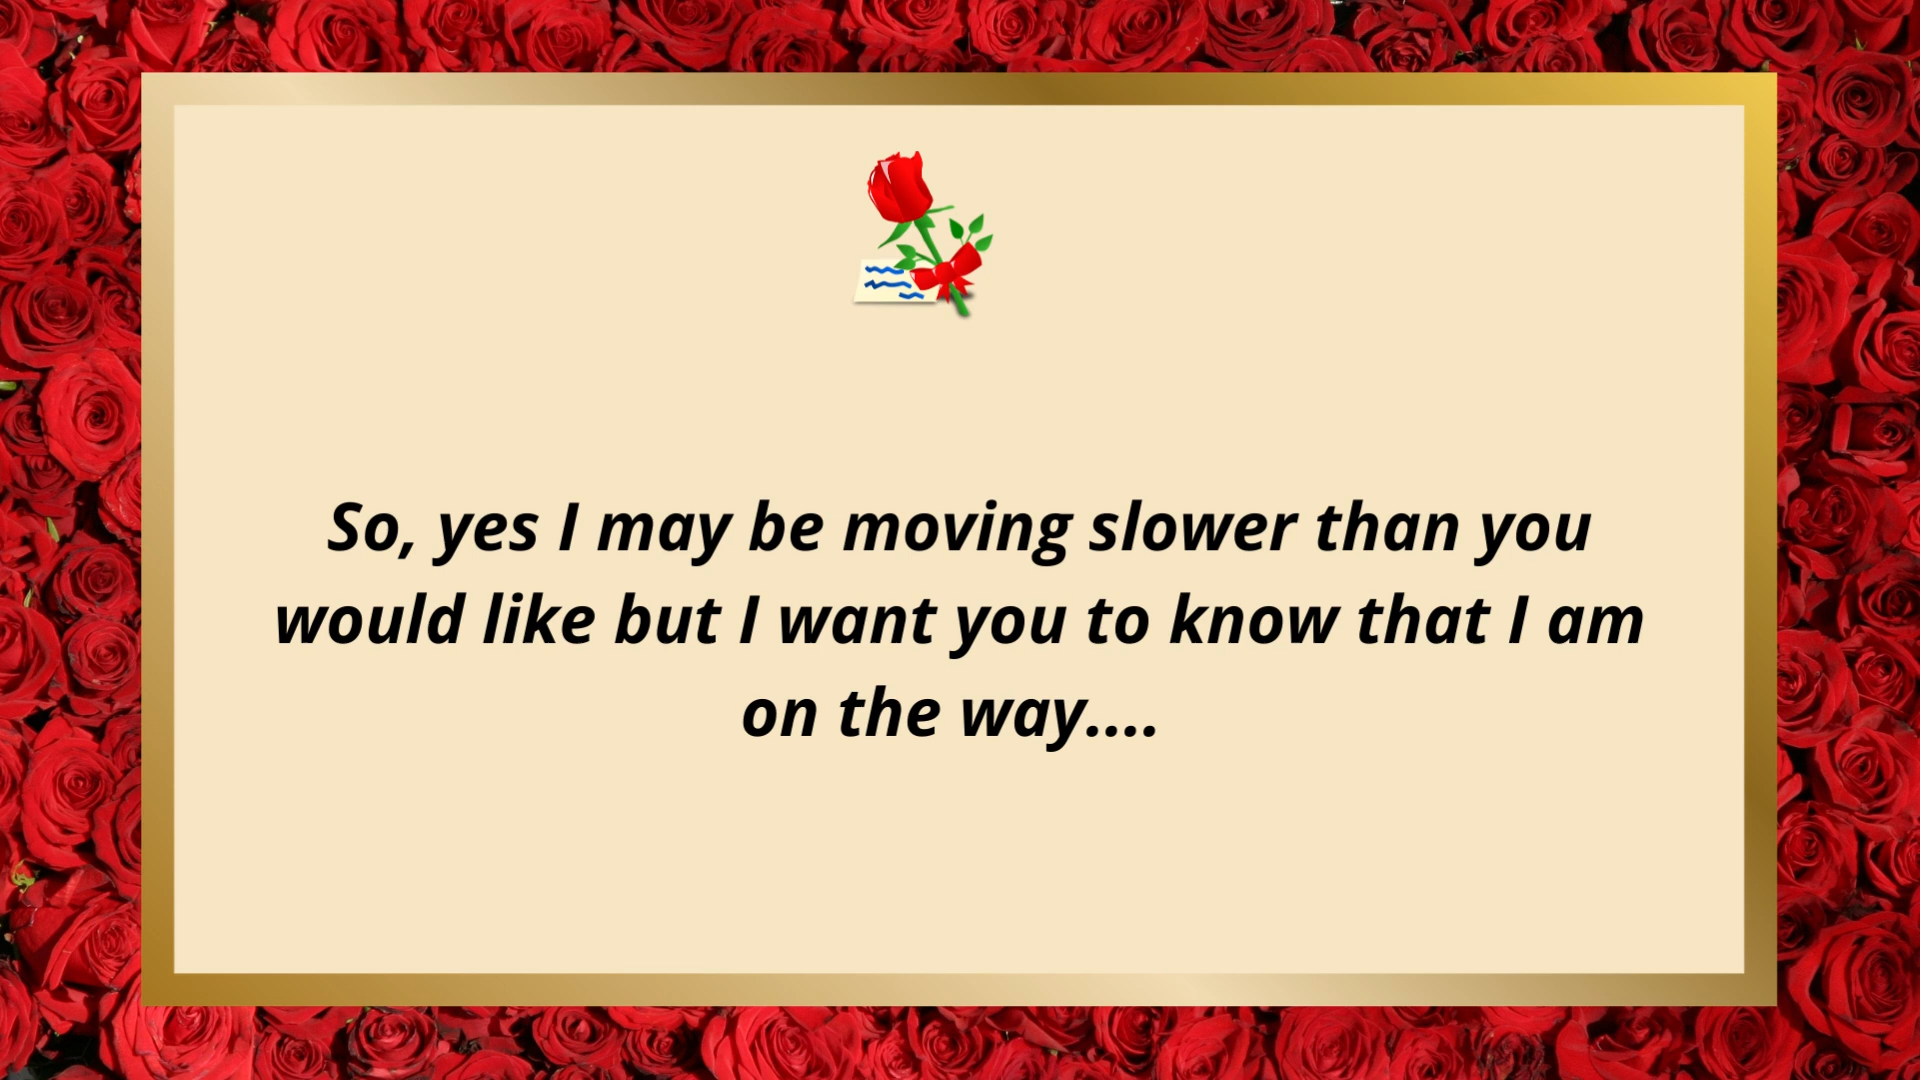 So, yes I may be moving slower than you
would like but I want you to know that I am
on the way....